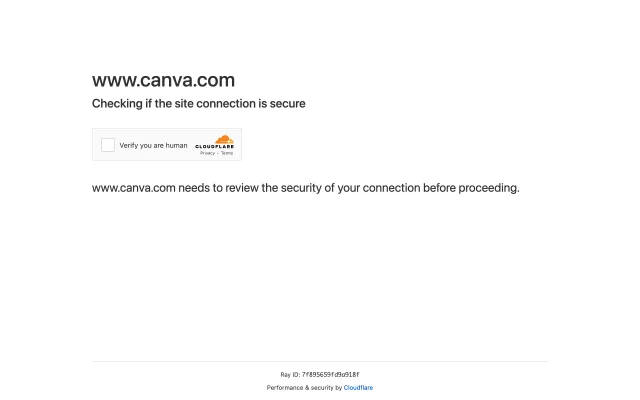 www.canva.com
Checking if the site connection is secure
Verify you are human
CLOUDFLARE
Privacy • Terms
www.canva.com needs to review the security of your connection before proceeding.
Ray ID: 7f895659fd9a918f
Performance & security by Cloudflare